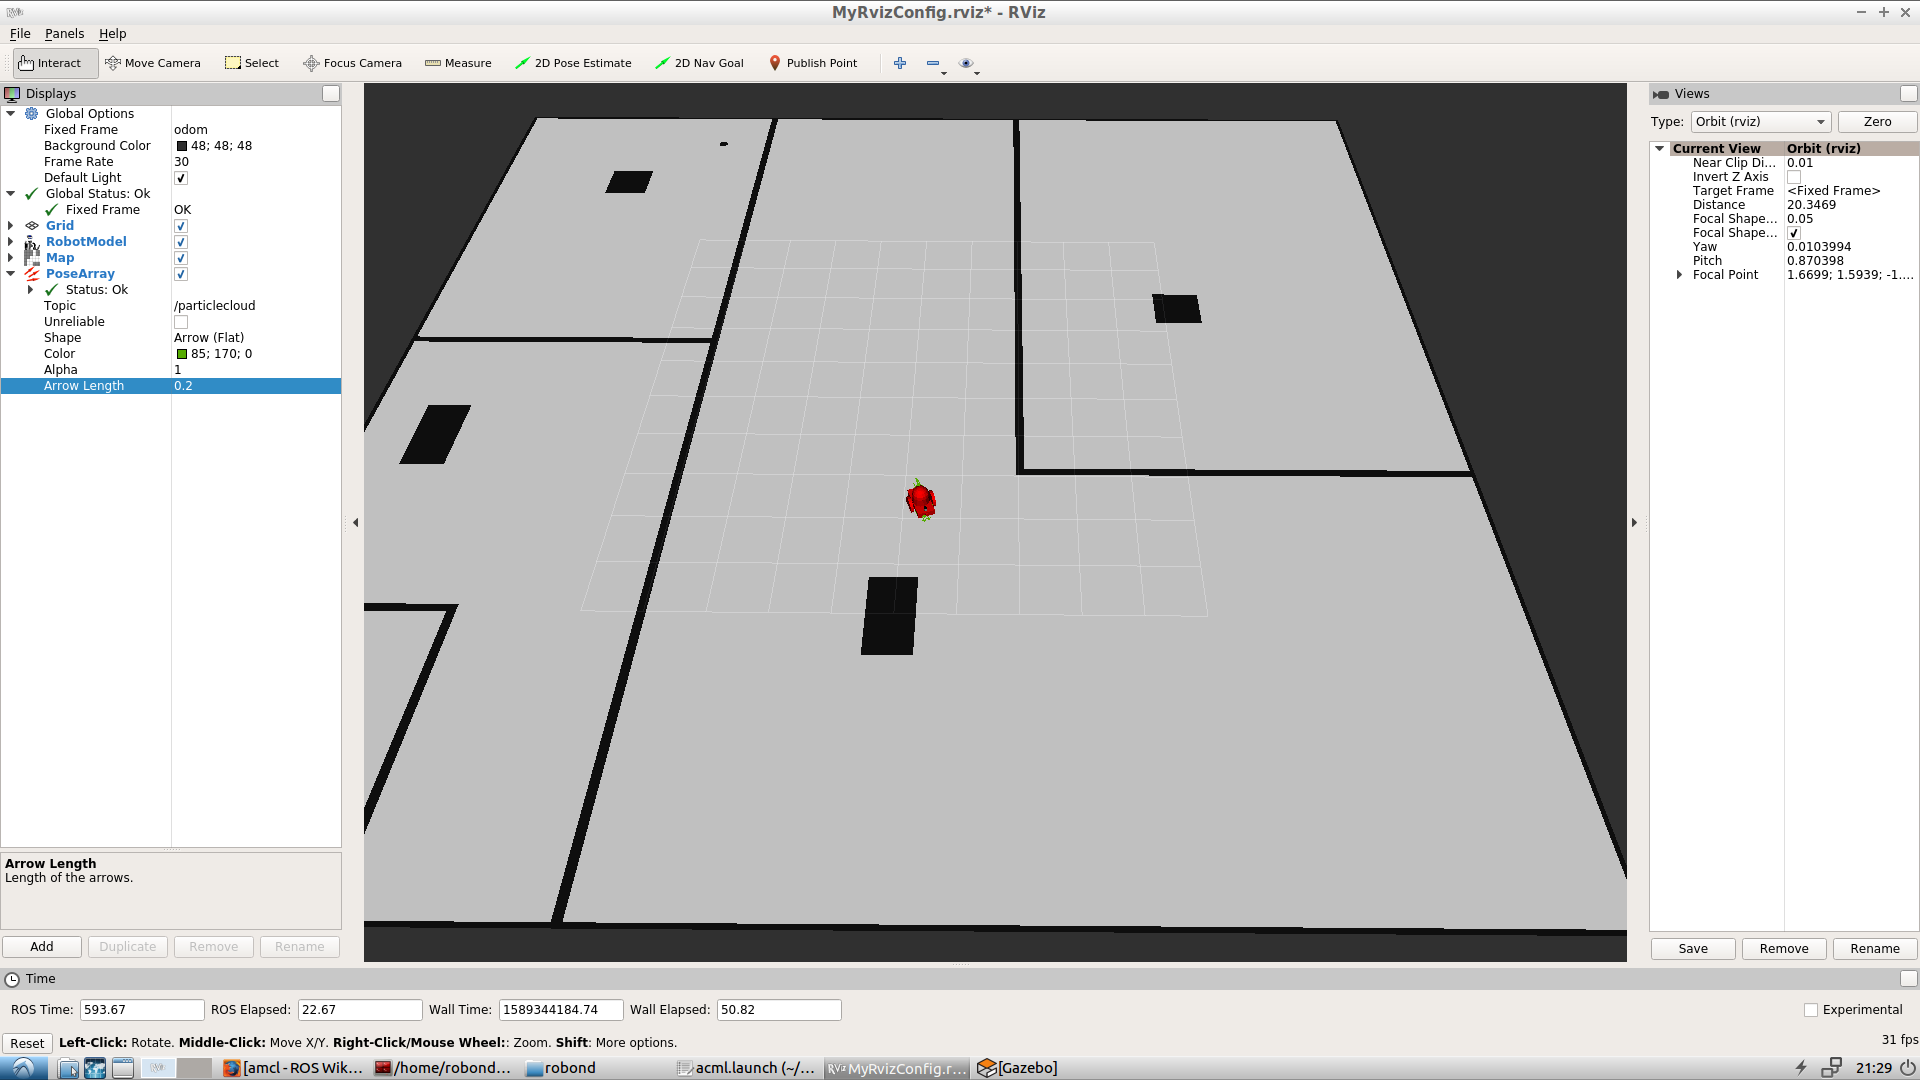 MyRvizConfig.rviz* - RViz
File Panels Help
Interact Move Camera Select Focus Camera Measure 2D Pose Estimate 2D Nav Goal Publish Point
Displays
Global Options
Fixed Frame odom
Background Color 48; 48; 48
Frame Rate 30
Default Light
Global Status: Ok
Fixed Frame OK
Grid
RobotModel
Map
PoseArray
Status: Ok
Topic /particlecloud
Unreliable
Shape Arrow (Flat)
Color 85; 170; 0
Alpha 1
Arrow Length 0.2
Arrow Length
Length of the arrows.
Add Duplicate Remove Rename
Views
Type: Orbit (rviz) Zero
Current View Orbit (rviz)
Near Clip Di... 0.01
Invert Z Axis
Target Frame <Fixed Frame>
Distance 20.3469
Focal Shape... 0.05
Focal Shape...
Yaw 0.0103994
Pitch 0.870398
Focal Point 1.6699; 1.5939; -1....
Save Remove Rename
Time
ROS Time: 593.67 ROS Elapsed: 22.67 Wall Time: 1589344184.74 Wall Elapsed: 50.82 Experimental
Reset Left-Click: Rotate. Middle-Click: Move X/Y. Right-Click/Mouse Wheel:: Zoom. Shift: More options. 31 fps
[amcl - ROS Wik... /home/robond... robond acml.launch (~/... MyRvizConfig.r... [Gazebo] 21:29